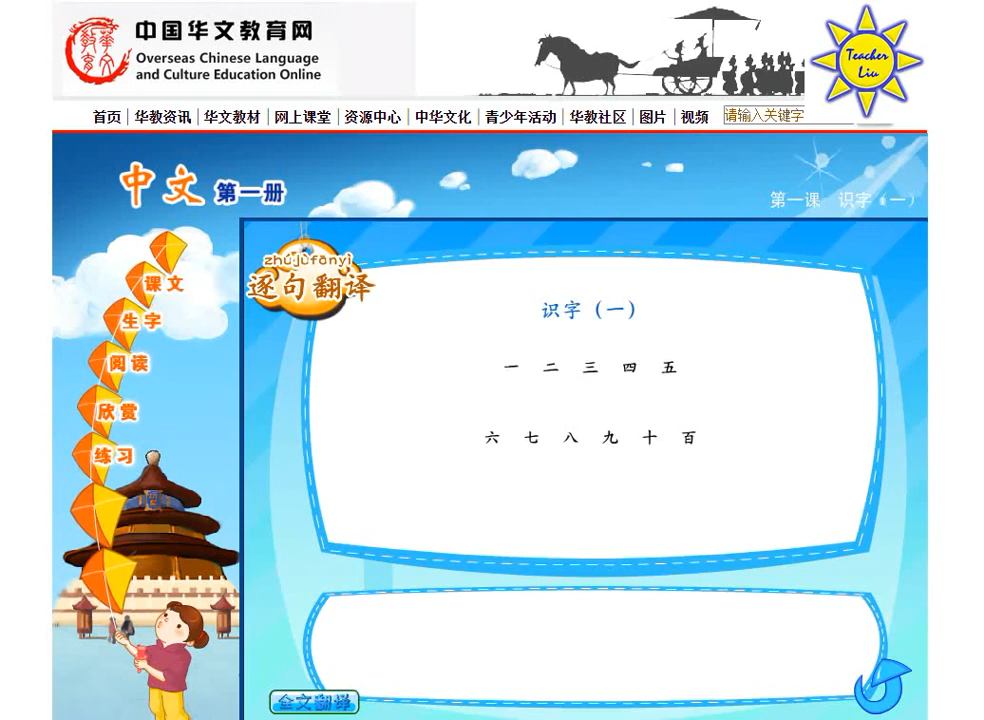 中国华文教育网
Overseas Chinese Language
and Culture Education Online
Teacher
Liu
首页 华教资讯 华文教材 网上课堂 资源中心 中华文化 青少年活动 华教社区 图片 视频 请输入关键字
中文 第一册
第一课 识字（一）
zhújùfānyì
逐句翻译
课文
生字
阅读
欣赏
练习
识字（一）
一 二 三 四 五
六 七 八 九 十 百
全文翻译